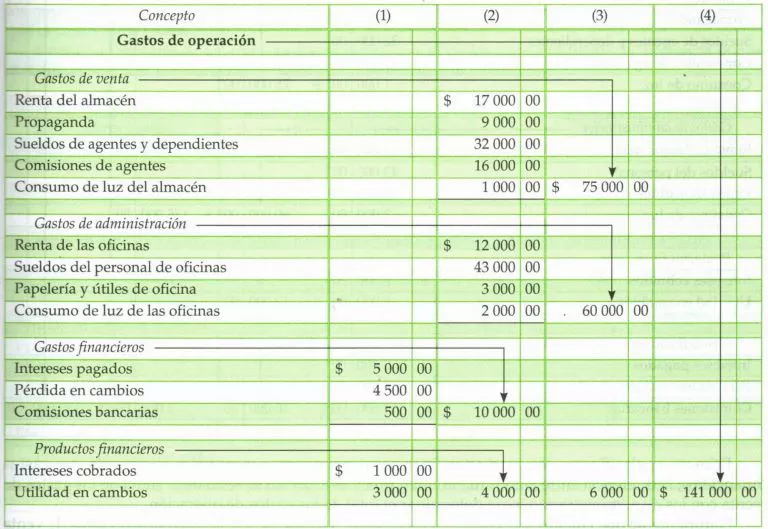 Concepto (1) (2) (3) (4)
Gastos de operación
Gastos de venta
Renta del almacén $ 17 000 00
Propaganda 9 000 00
Sueldos de agentes y dependientes 32 000 00
Comisiones de agentes 16 000 00
Consumo de luz del almacén 1 000 00 $ 75 000 00
Gastos de administración
Renta de las oficinas $ 12 000 00
Sueldos del personal de oficinas 43 000 00
Papelería y útiles de oficina 3 000 00
Consumo de luz de las oficinas 2 000 00 60 000 00
Gastos financieros
Intereses pagados $ 5 000 00
Pérdida en cambios 4 500 00
Comisiones bancarias 500 00 $ 10 000 00
Productos financieros
Intereses cobrados $ 1 000 00
Utilidad en cambios 3 000 00 4 000 00 6 000 00 $ 141 000 00